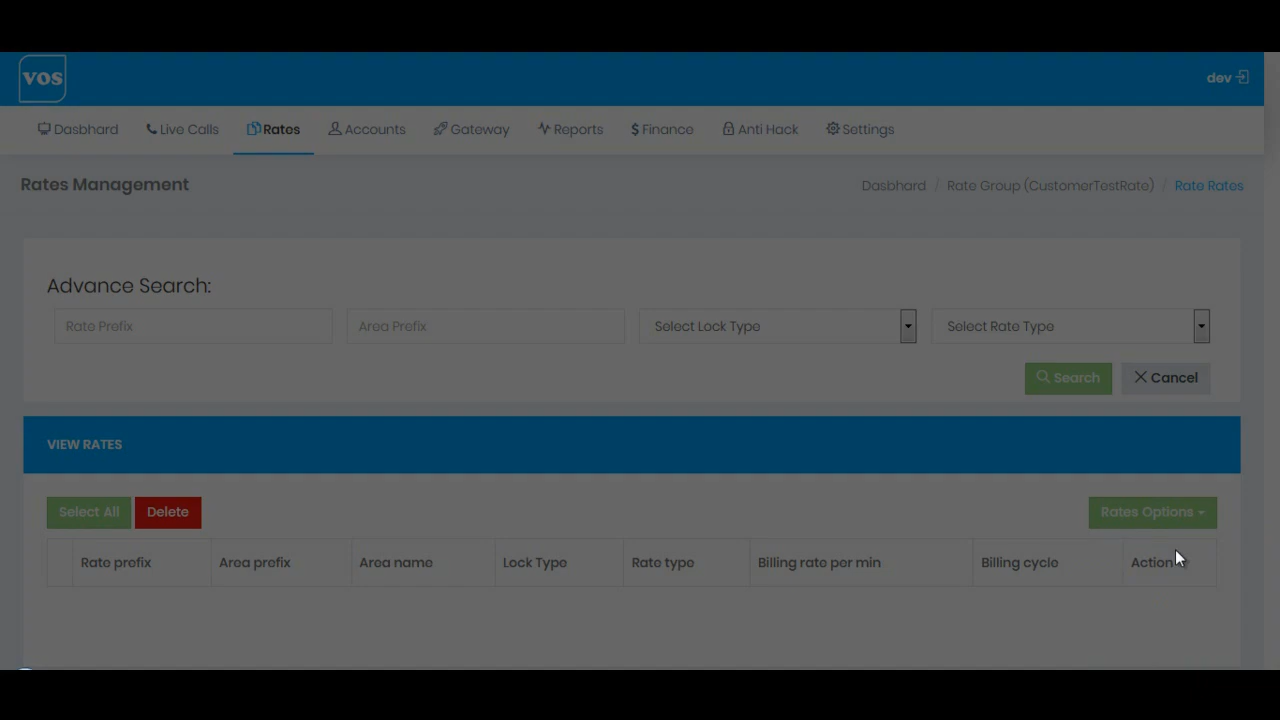 vos
dev
Dasbhard Live Calls Rates Accounts Gateway Reports Finance Anti Hack Settings
Rates Management
Dasbhard / Rate Group (CustomerTestRate) / Rate Rates
Advance Search:
Rate Prefix Area Prefix Select Lock Type Select Rate Type
Search Cancel
VIEW RATES
Select All Delete Rates Options
Rate prefix Area prefix Area name Lock Type Rate type Billing rate per min Billing cycle Action